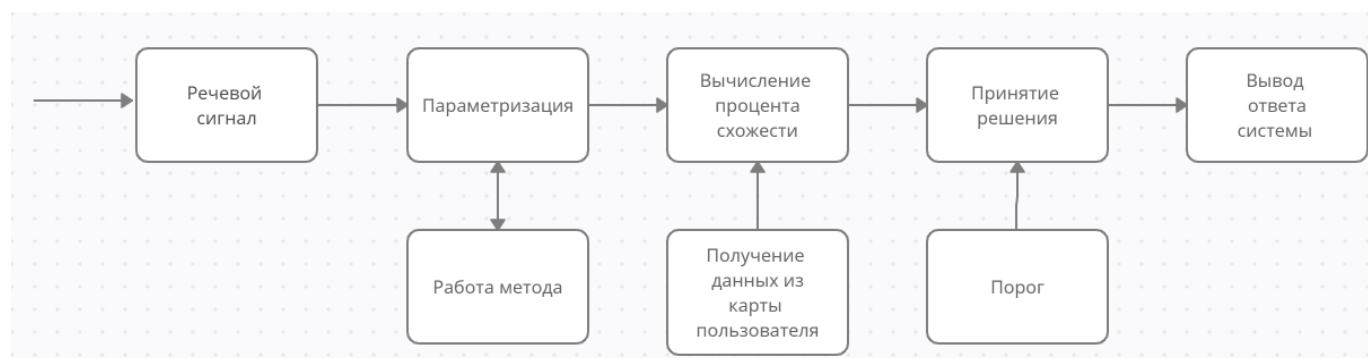 Речевой
сигнал
Параметризация
Вычисление
процента
схожести
Принятие
решения
Вывод
ответа
системы
Работа метода
Получение
данных из
карты
пользователя
Порог